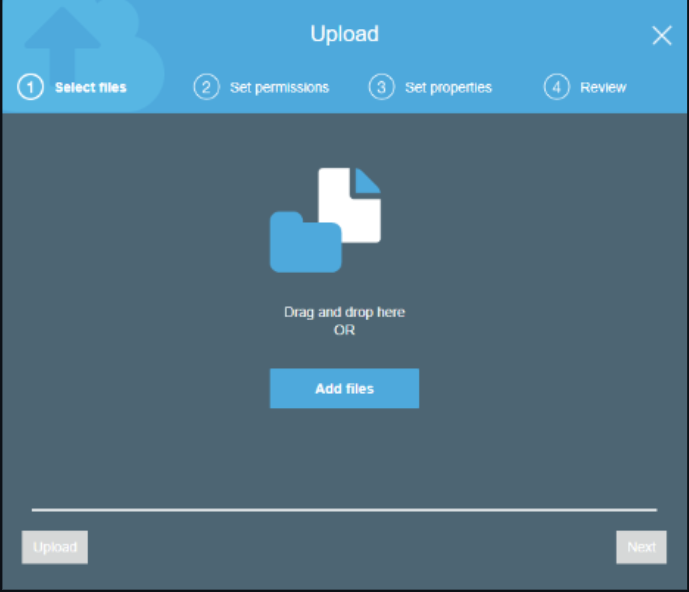 Upload
1 Select files
2 Set permissions
3 Set properties
4 Review
Drag and drop here
OR
Add files
Upload
Next